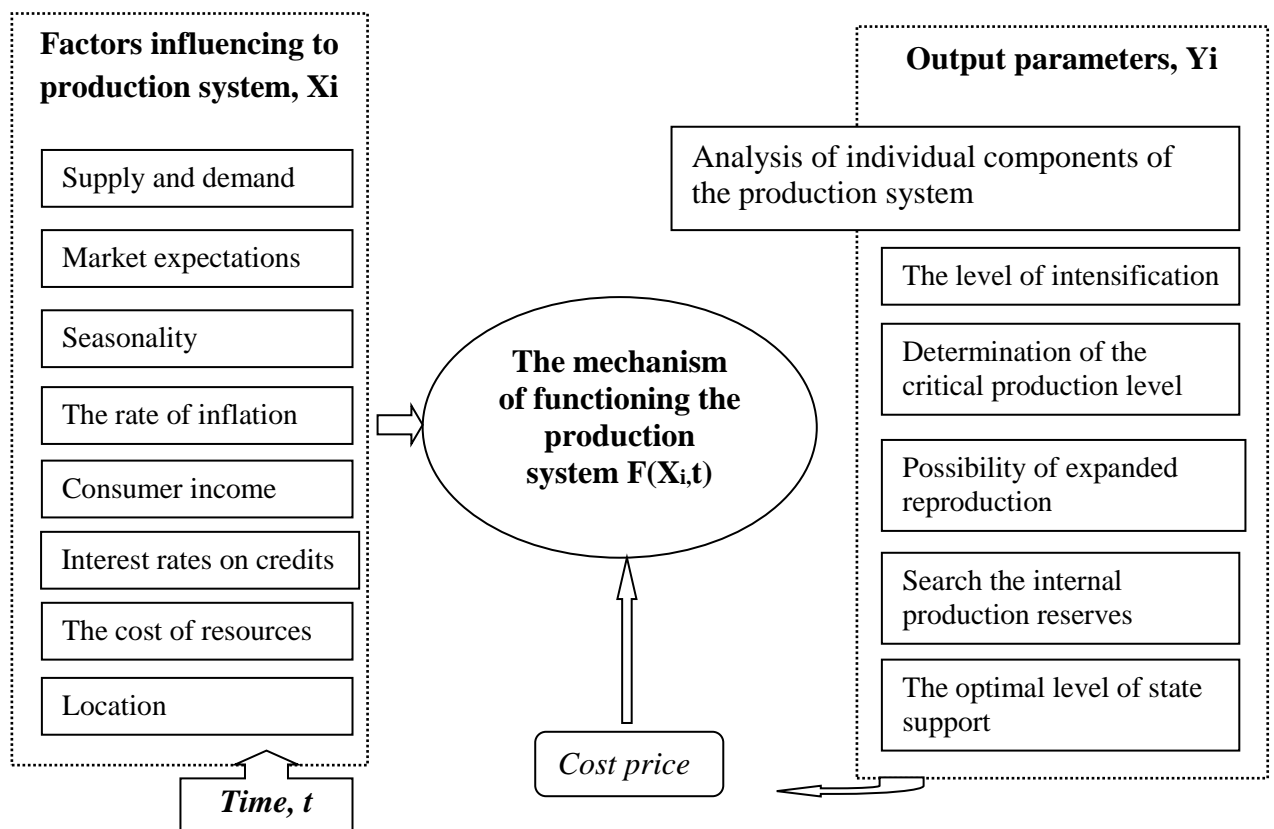 Factors influencing to
production system, Xi
Supply and demand
Market expectations
Seasonality
The rate of inflation
Consumer income
Interest rates on credits
The cost of resources
Location
Time, t
The mechanism
of functioning the
production
system F(Xi,t)
Cost price
Output parameters, Yi
Analysis of individual components of
the production system
The level of intensification
Determination of the
critical production level
Possibility of expanded
reproduction
Search the internal
production reserves
The optimal level of state
support